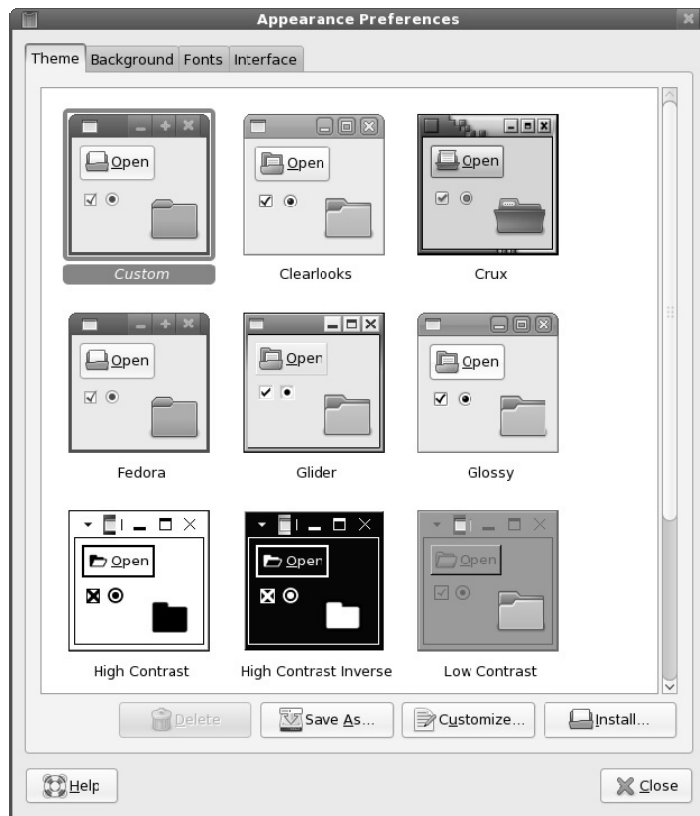 Appearance Preferences
Theme Background Fonts Interface
Open Open Open
Custom Clearlooks Crux
Open Open Open
Fedora Glider Glossy
Open Open Open
High Contrast High Contrast Inverse Low Contrast
Delete Save As... Customize... Install...
Help Close